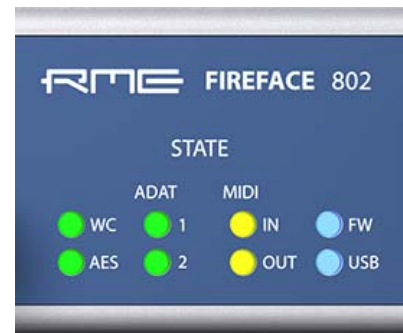 RME FIREFACE 802
STATE
ADAT MIDI
WC 1 IN FW
AES 2 OUT USB